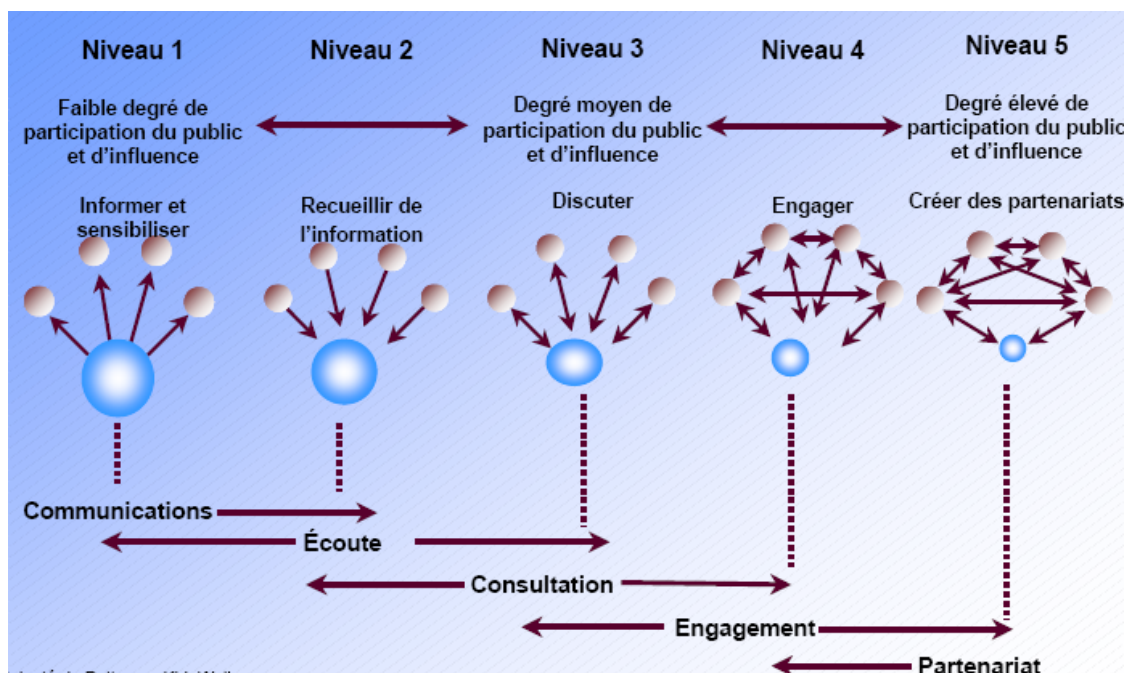 Niveau 1 Niveau 2 Niveau 3 Niveau 4 Niveau 5
Faible degré de
participation du public
et d'influence
Degré moyen de
participation du public
et d'influence
Degré élevé de
participation du public
et d'influence
Informer et
sensibiliser
Recueillir de
l'information
Discuter
Engager
Créer des partenariats
Communications
Écoute
Consultation
Engagement
Partenariat